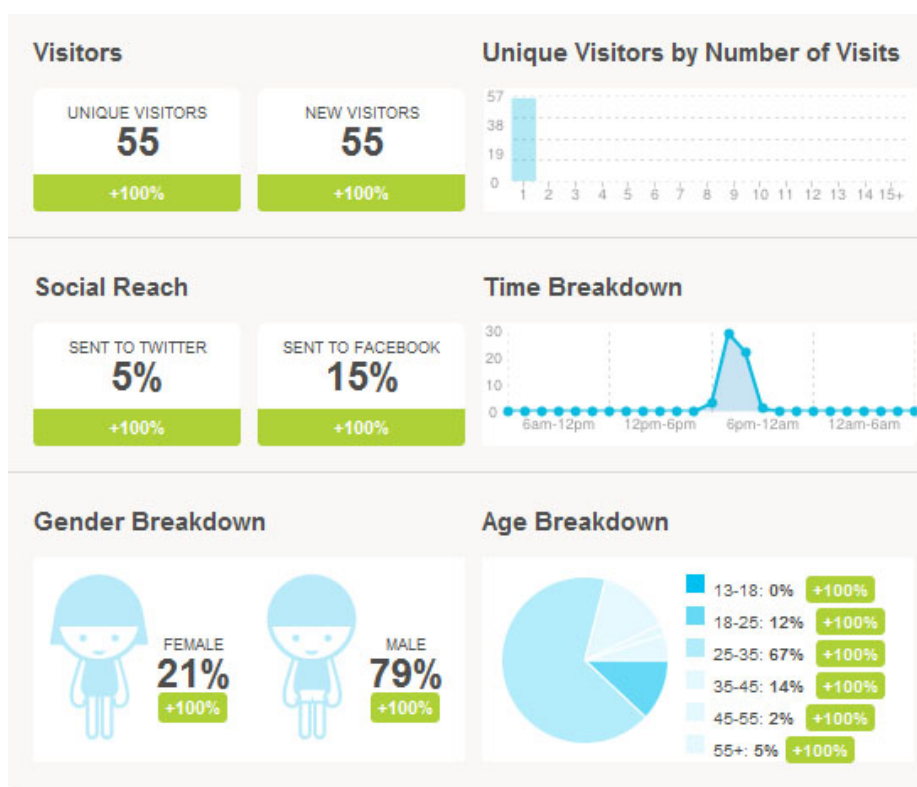 Visitors
UNIQUE VISITORS
55
+100%
NEW VISITORS
55
+100%
Unique Visitors by Number of Visits
57
38
19
0
1 2 3 4 5 6 7 8 9 10 11 12 13 14 15+
Social Reach
SENT TO TWITTER
5%
+100%
SENT TO FACEBOOK
15%
+100%
Time Breakdown
30
20
10
0
6am-12pm 12pm-6pm 6pm-12am 12am-6am
Gender Breakdown
FEMALE
21%
+100%
MALE
79%
+100%
Age Breakdown
13-18: 0% +100%
18-25: 12% +100%
25-35: 67% +100%
35-45: 14% +100%
45-55: 2% +100%
55+: 5% +100%